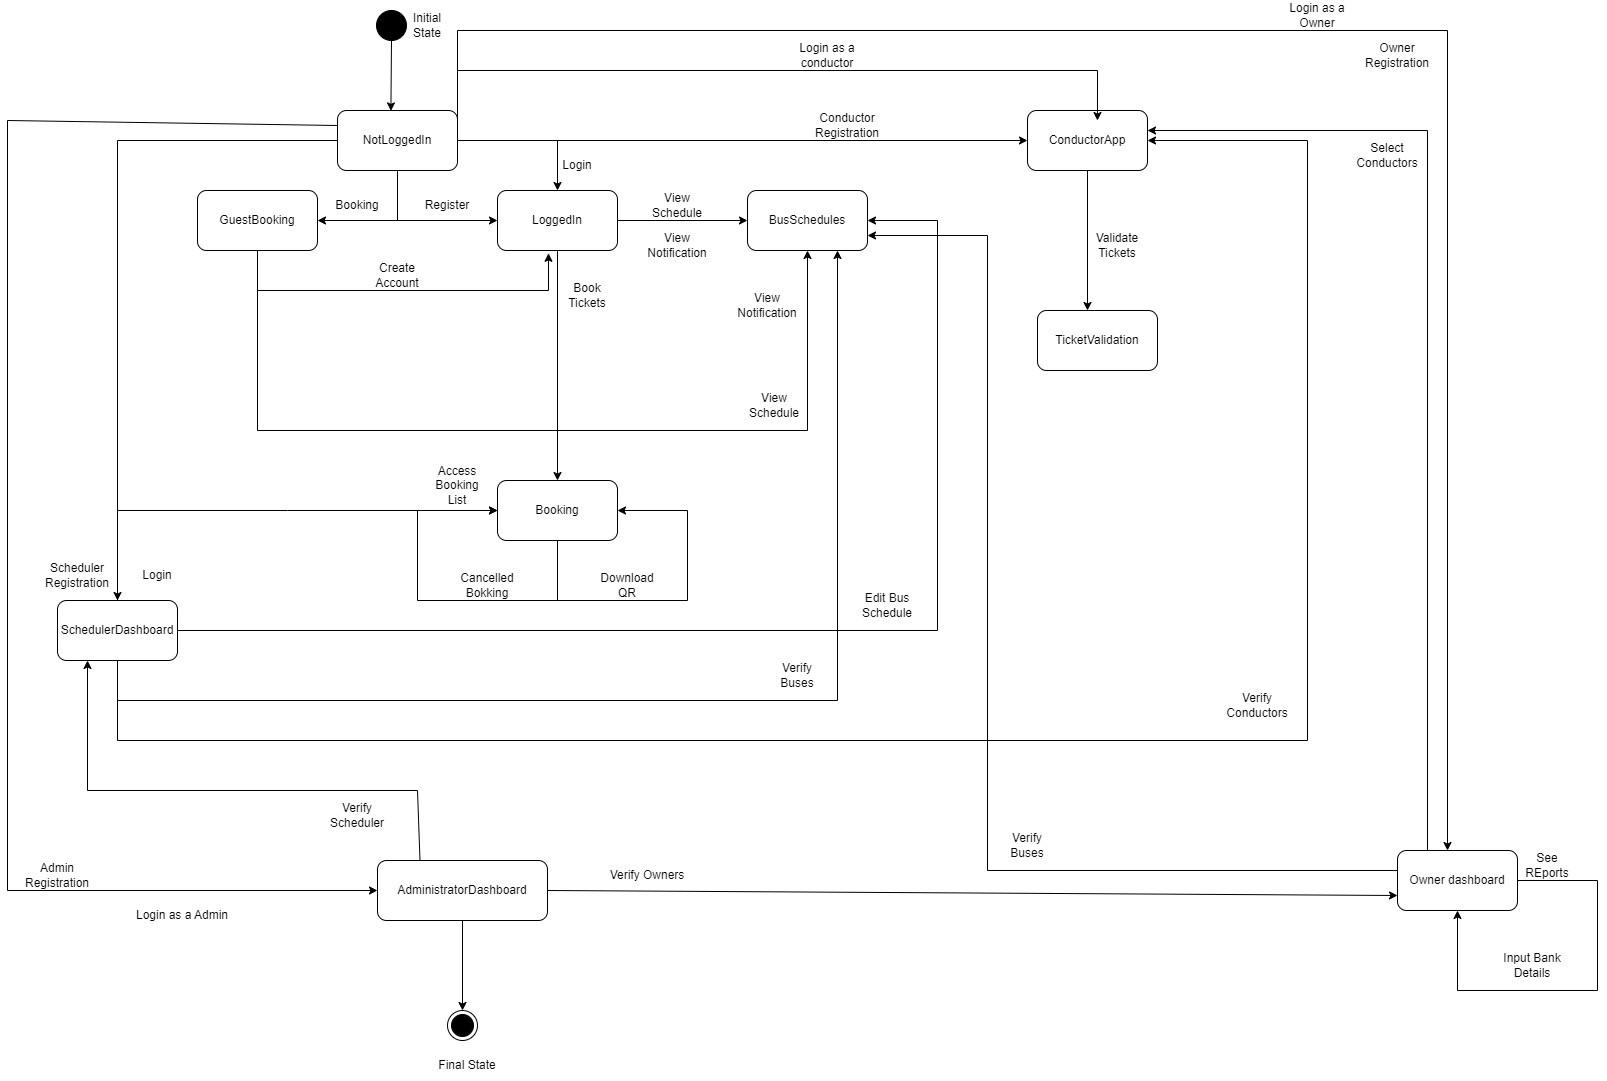 Initial
State
Login as a
Owner
Login as a
conductor
Owner
Registration
NotLoggedIn
Conductor
Registration
ConductorApp
Select
Conductors
Login
Booking
Register
GuestBooking
LoggedIn
View
Schedule
View
Notification
BusSchedules
Validate
Tickets
Create
Account
Book
Tickets
View
Notification
TicketValidation
View
Schedule
Access
Booking
List
Booking
Scheduler
Registration
Login
Cancelled
Bokking
Download
QR
Edit Bus
Schedule
SchedulerDashboard
Verify
Buses
Verify
Conductors
Verify
Scheduler
Verify
Buses
Admin
Registration
AdministratorDashboard
Verify Owners
Owner dashboard
See
REports
Login as a Admin
Input Bank
Details
Final State